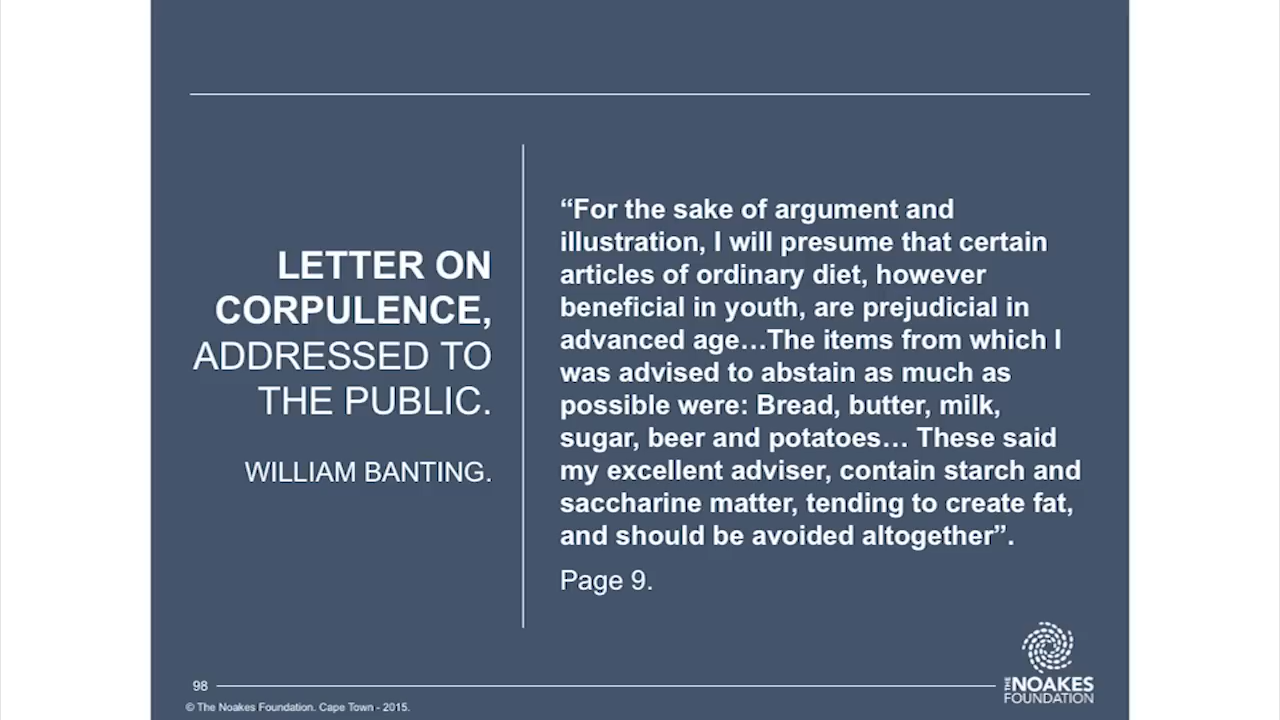 LETTER ON
CORPULENCE,
ADDRESSED TO
THE PUBLIC.
WILLIAM BANTING.
“For the sake of argument and
illustration, I will presume that certain
articles of ordinary diet, however
beneficial in youth, are prejudicial in
advanced age…The items from which I
was advised to abstain as much as
possible were: Bread, butter, milk,
sugar, beer and potatoes… These said
my excellent adviser, contain starch and
saccharine matter, tending to create fat,
and should be avoided altogether”.
Page 9.
98
© The Noakes Foundation. Cape Town - 2015.
THE NOAKES
FOUNDATION